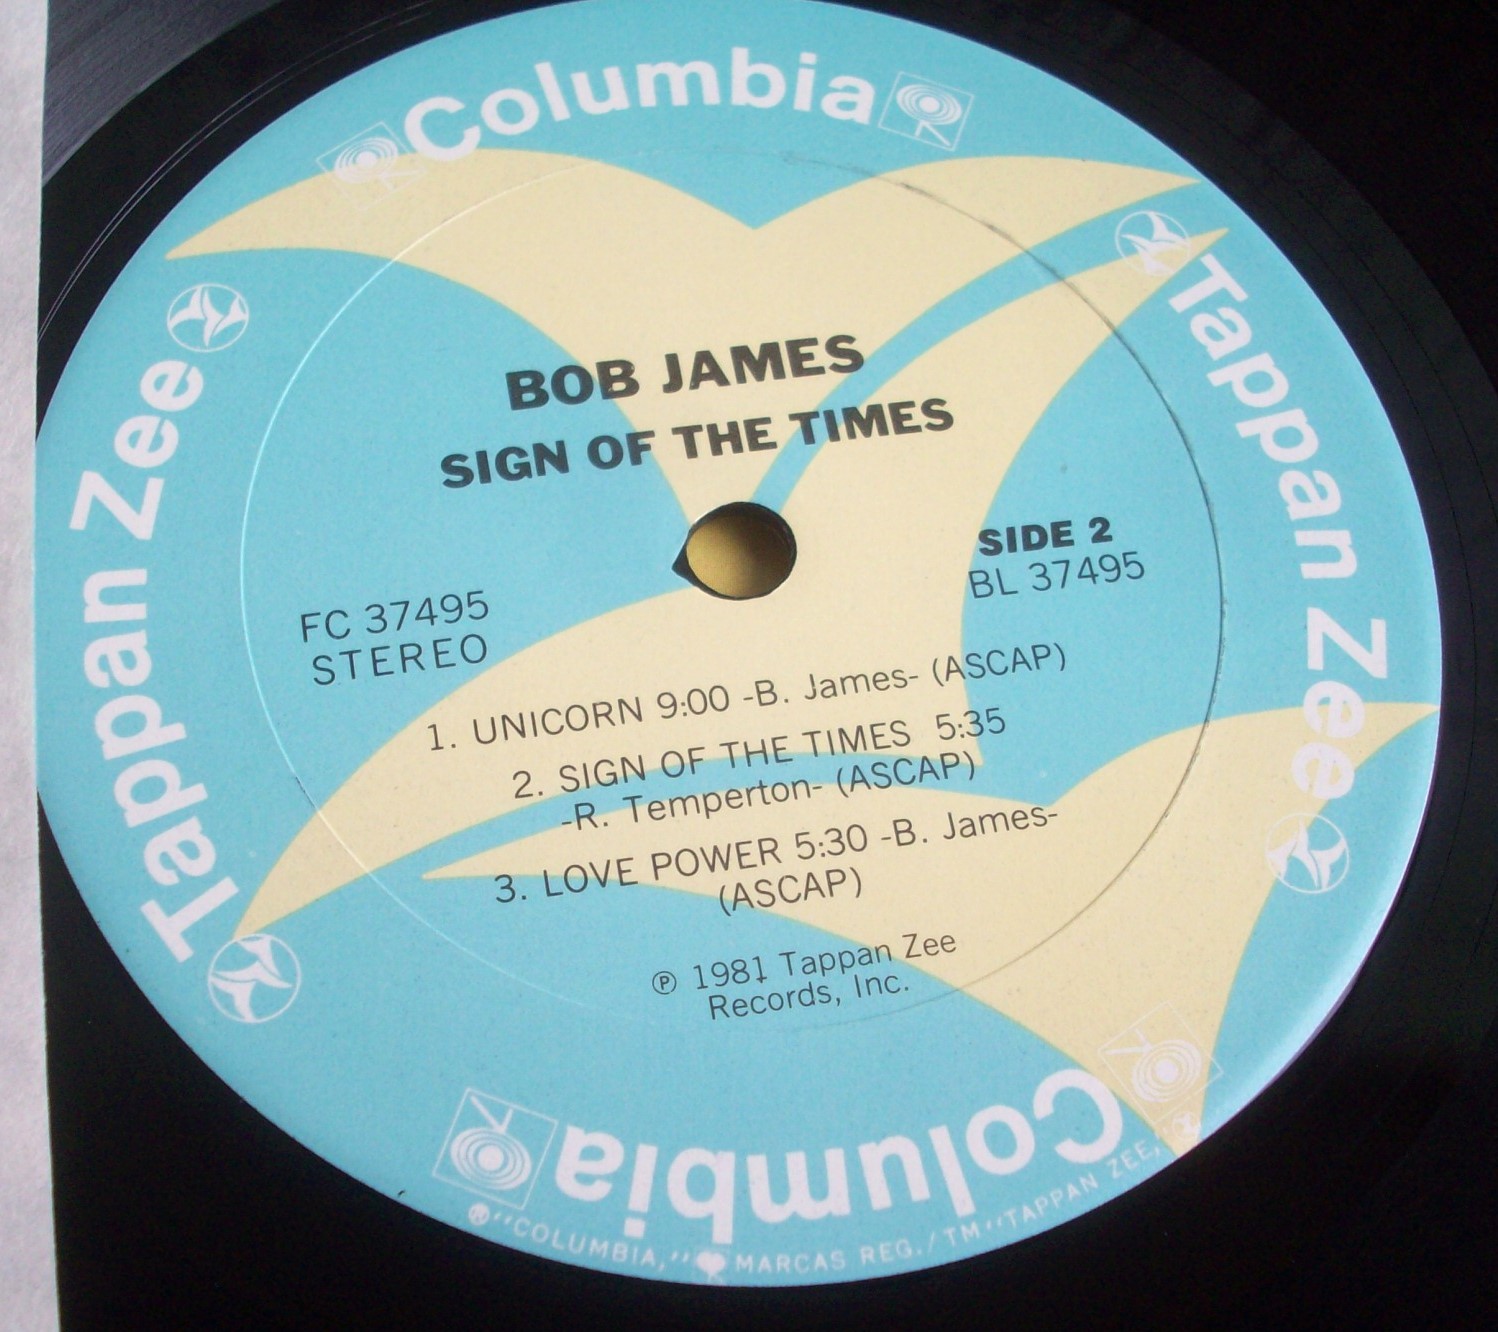 Columbia
Tappan Zee
Tappan Zee
BOB JAMES
SIGN OF THE TIMES
SIDE 2
BL 37495
FC 37495
STEREO
1. UNICORN 9:00 -B. James- (ASCAP)
2. SIGN OF THE TIMES 5:35
-R. Temperton- (ASCAP)
3. LOVE POWER 5:30 -B. James-
(ASCAP)
℗ 1981 Tappan Zee
Records, Inc.
Columbia
®"COLUMBIA," MARCAS REG./TM"TAPPAN ZEE,"